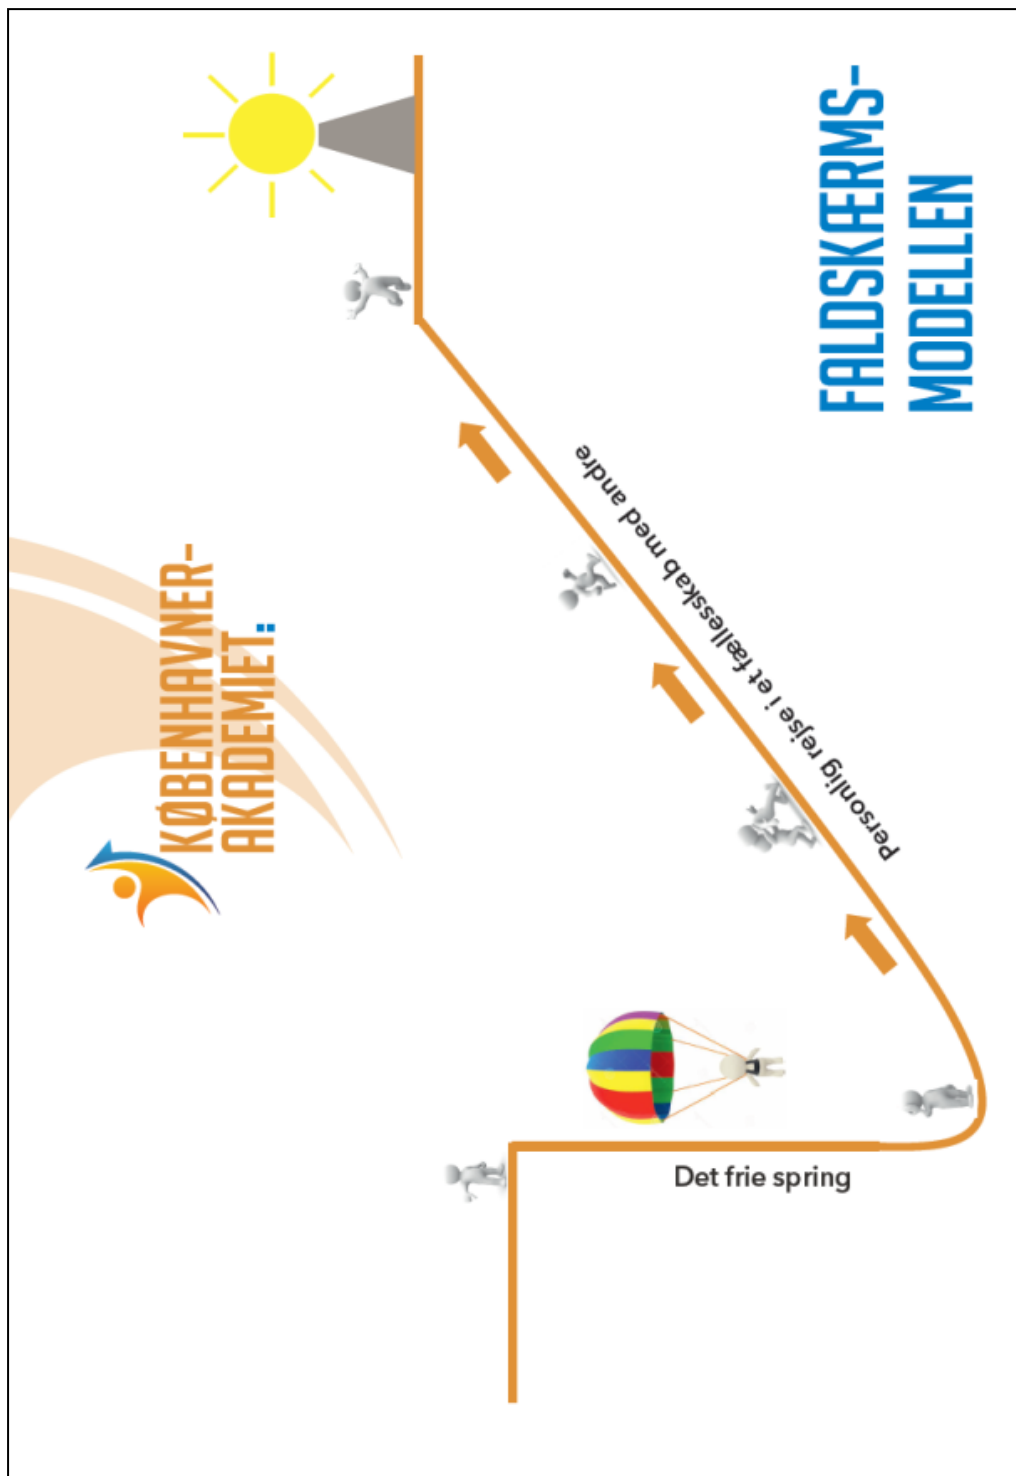 KØBENHAVNER-
AKADEMIET:
FALDSKÆRMS-
MODELLEN
Det frie spring
Personlig rejse i et fællesskab med andre